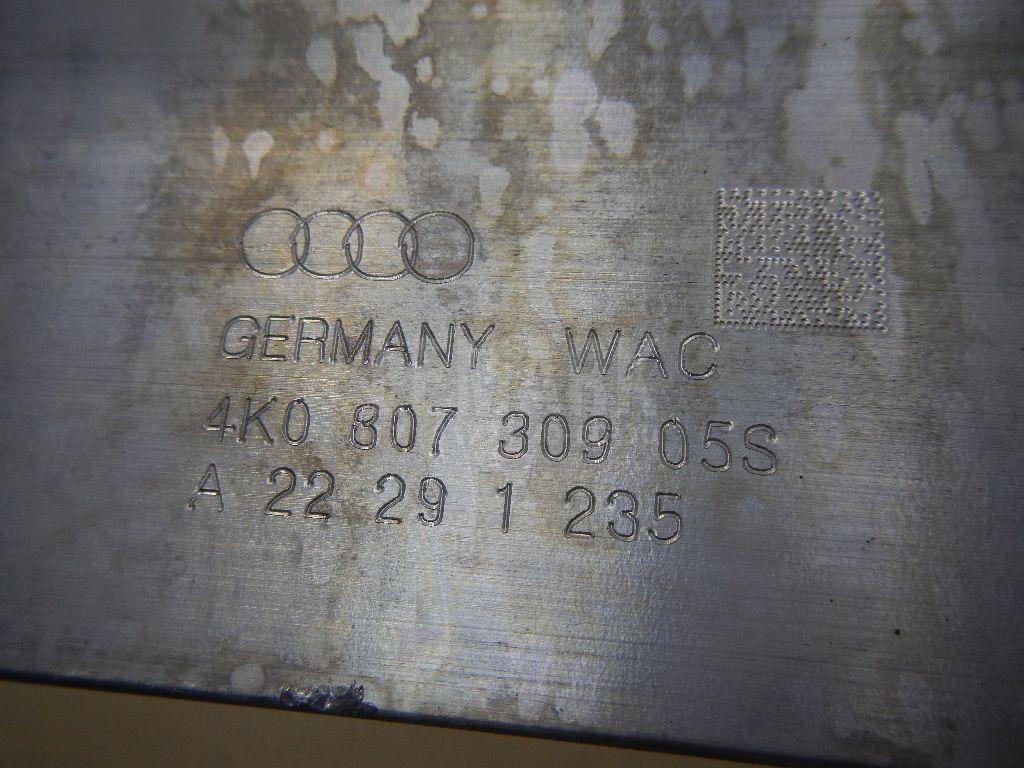 GERMANY WAC
4K0 807 309 05S
A 22 29 1 235